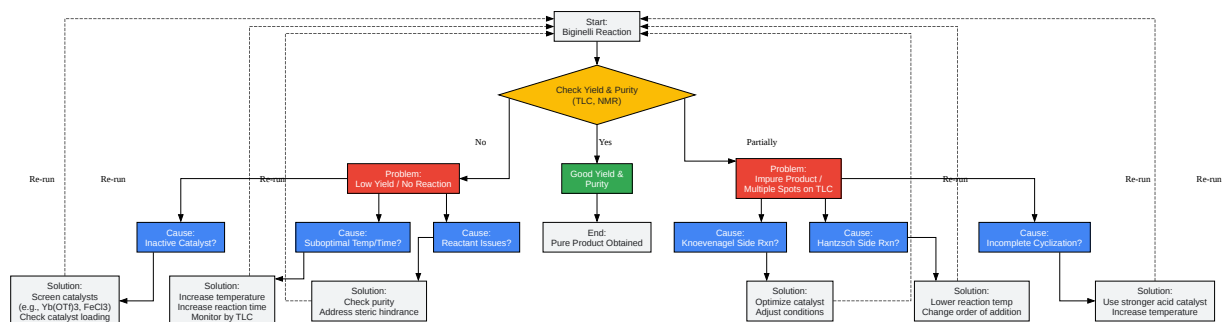 Start:
Biginelli Reaction
Check Yield & Purity
(TLC, NMR)
No
Yes
Partially
Problem:
Low Yield / No Reaction
Good Yield &
Purity
Problem:
Impure Product /
Multiple Spots on TLC
Re-run
Re-run
Re-run
Re-run
Re-run
Re-run
Cause:
Inactive Catalyst?
Cause:
Suboptimal Temp/Time?
Cause:
Reactant Issues?
End:
Pure Product Obtained
Cause:
Knoevenagel Side Rxn?
Cause:
Hantzsch Side Rxn?
Cause:
Incomplete Cyclization?
Solution:
Screen catalysts
(e.g., Yb(OTf)3, FeCl3)
Check catalyst loading
Solution:
Increase temperature
Increase reaction time
Monitor by TLC
Solution:
Check purity
Address steric hindrance
Solution:
Optimize catalyst
Adjust conditions
Solution:
Lower reaction temp
Change order of addition
Solution:
Use stronger acid catalyst
Increase temperature